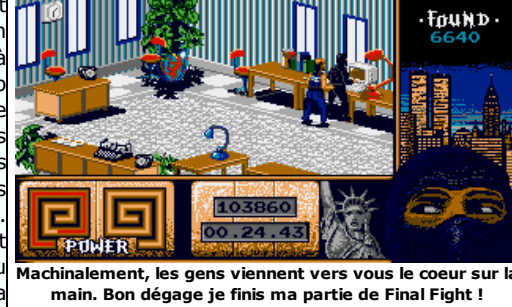 ·FOUND·
6640
103860
00.24.43
POWER
Machinalement, les gens viennent vers vous le coeur sur la
main. Bon dégage je finis ma partie de Final Fight !